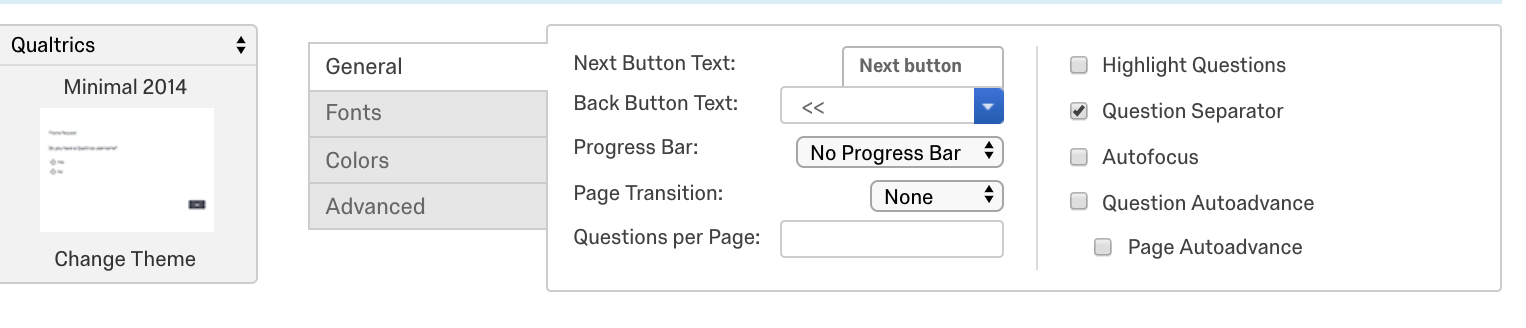 Qualtrics
Minimal 2014
Change Theme
General
Fonts
Colors
Advanced
Next Button Text: Next button
Back Button Text: <<
Progress Bar: No Progress Bar
Page Transition: None
Questions per Page:
Highlight Questions
Question Separator
Autofocus
Question Autoadvance
Page Autoadvance